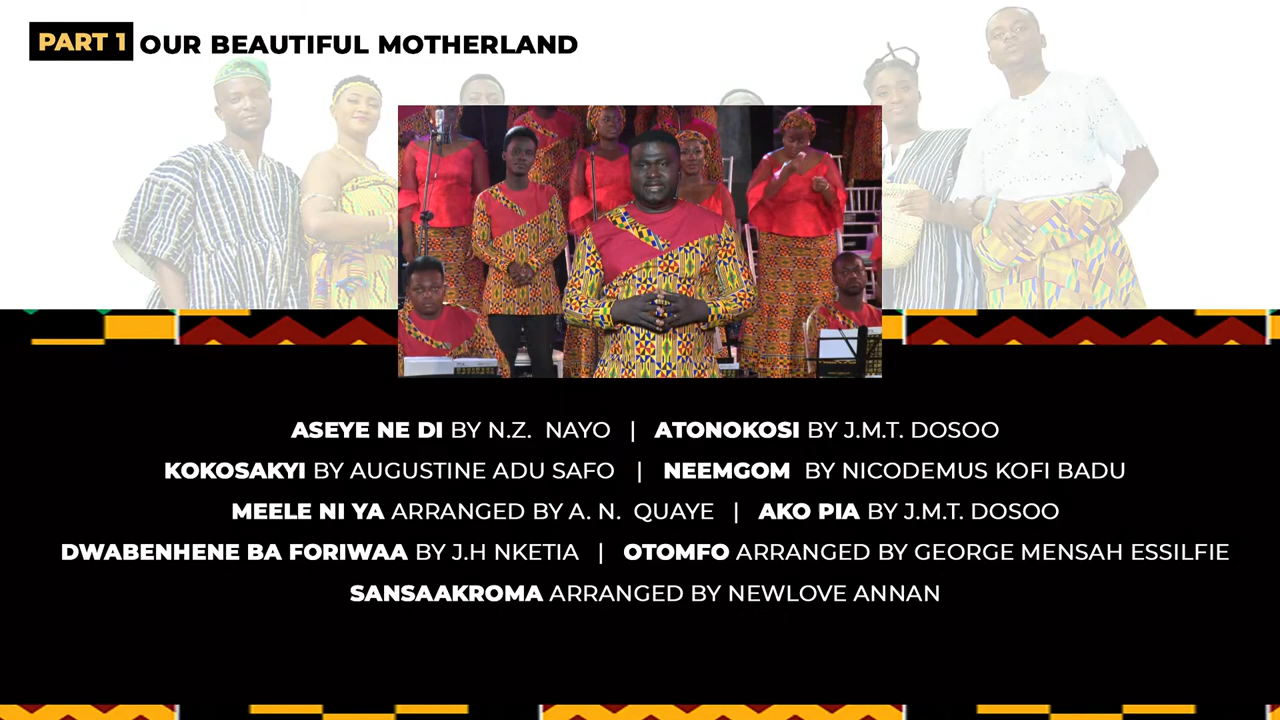 PART 1 OUR BEAUTIFUL MOTHERLAND
ASEYE NE DI BY N.Z. NAYO | ATONOKOSI BY J.M.T. DOSOO
KOKOSAKYI BY AUGUSTINE ADU SAFO | NEEMGOM BY NICODEMUS KOFI BADU
MEELE NI YA ARRANGED BY A. N. QUAYE | AKO PIA BY J.M.T. DOSOO
DWABENHENE BA FORIWAA BY J.H NKETIA | OTOMFO ARRANGED BY GEORGE MENSAH ESSILFIE
SANSAAKROMA ARRANGED BY NEWLOVE ANNAN